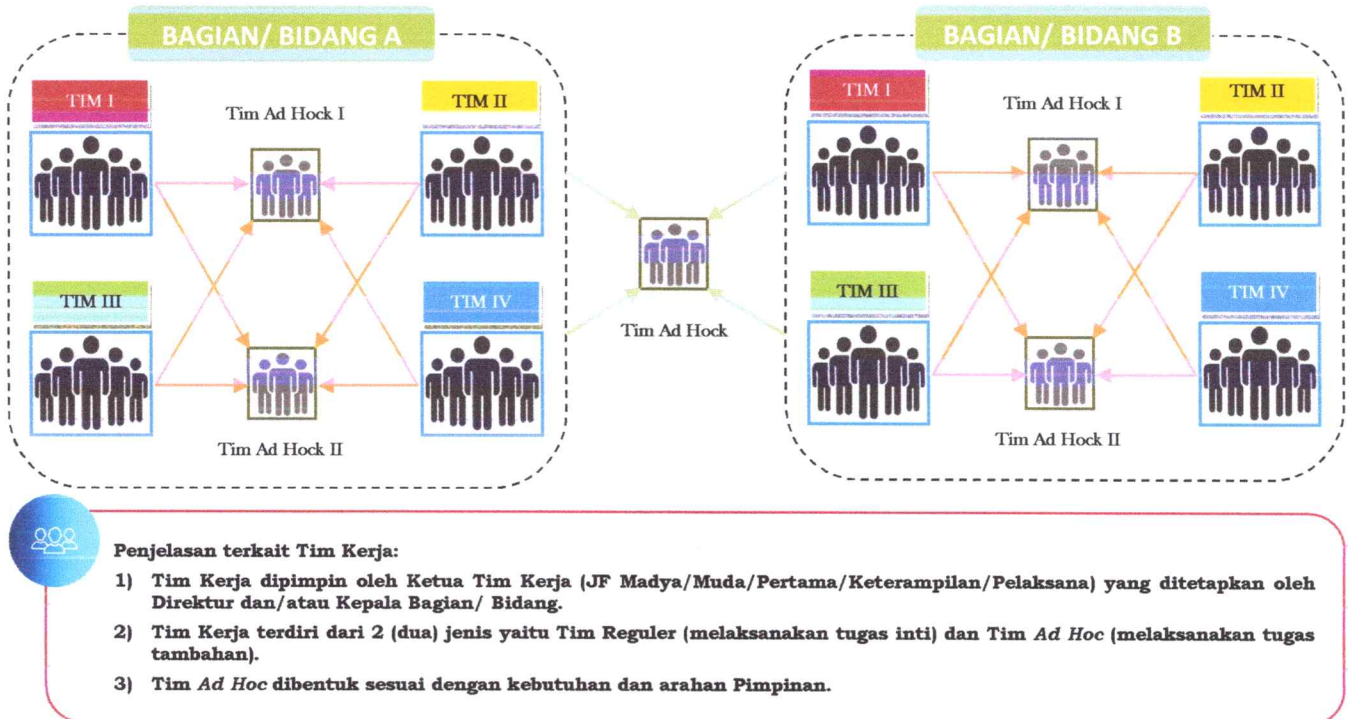 BAGIAN/ BIDANG A
BAGIAN/ BIDANG B
TIM I
Tim Ad Hock I
TIM II
TIM III
TIM IV
Tim Ad Hock II
Tim Ad Hock
TIM I
Tim Ad Hock I
TIM II
TIM III
TIM IV
Tim Ad Hock II
Penjelasan terkait Tim Kerja:
1) Tim Kerja dipimpin oleh Ketua Tim Kerja (JF Madya/Muda/Pertama/Keterampilan/Pelaksana) yang ditetapkan oleh
Direktur dan/atau Kepala Bagian/ Bidang.
2) Tim Kerja terdiri dari 2 (dua) jenis yaitu Tim Reguler (melaksanakan tugas inti) dan Tim Ad Hoc (melaksanakan tugas
tambahan).
3) Tim Ad Hoc dibentuk sesuai dengan kebutuhan dan arahan Pimpinan.